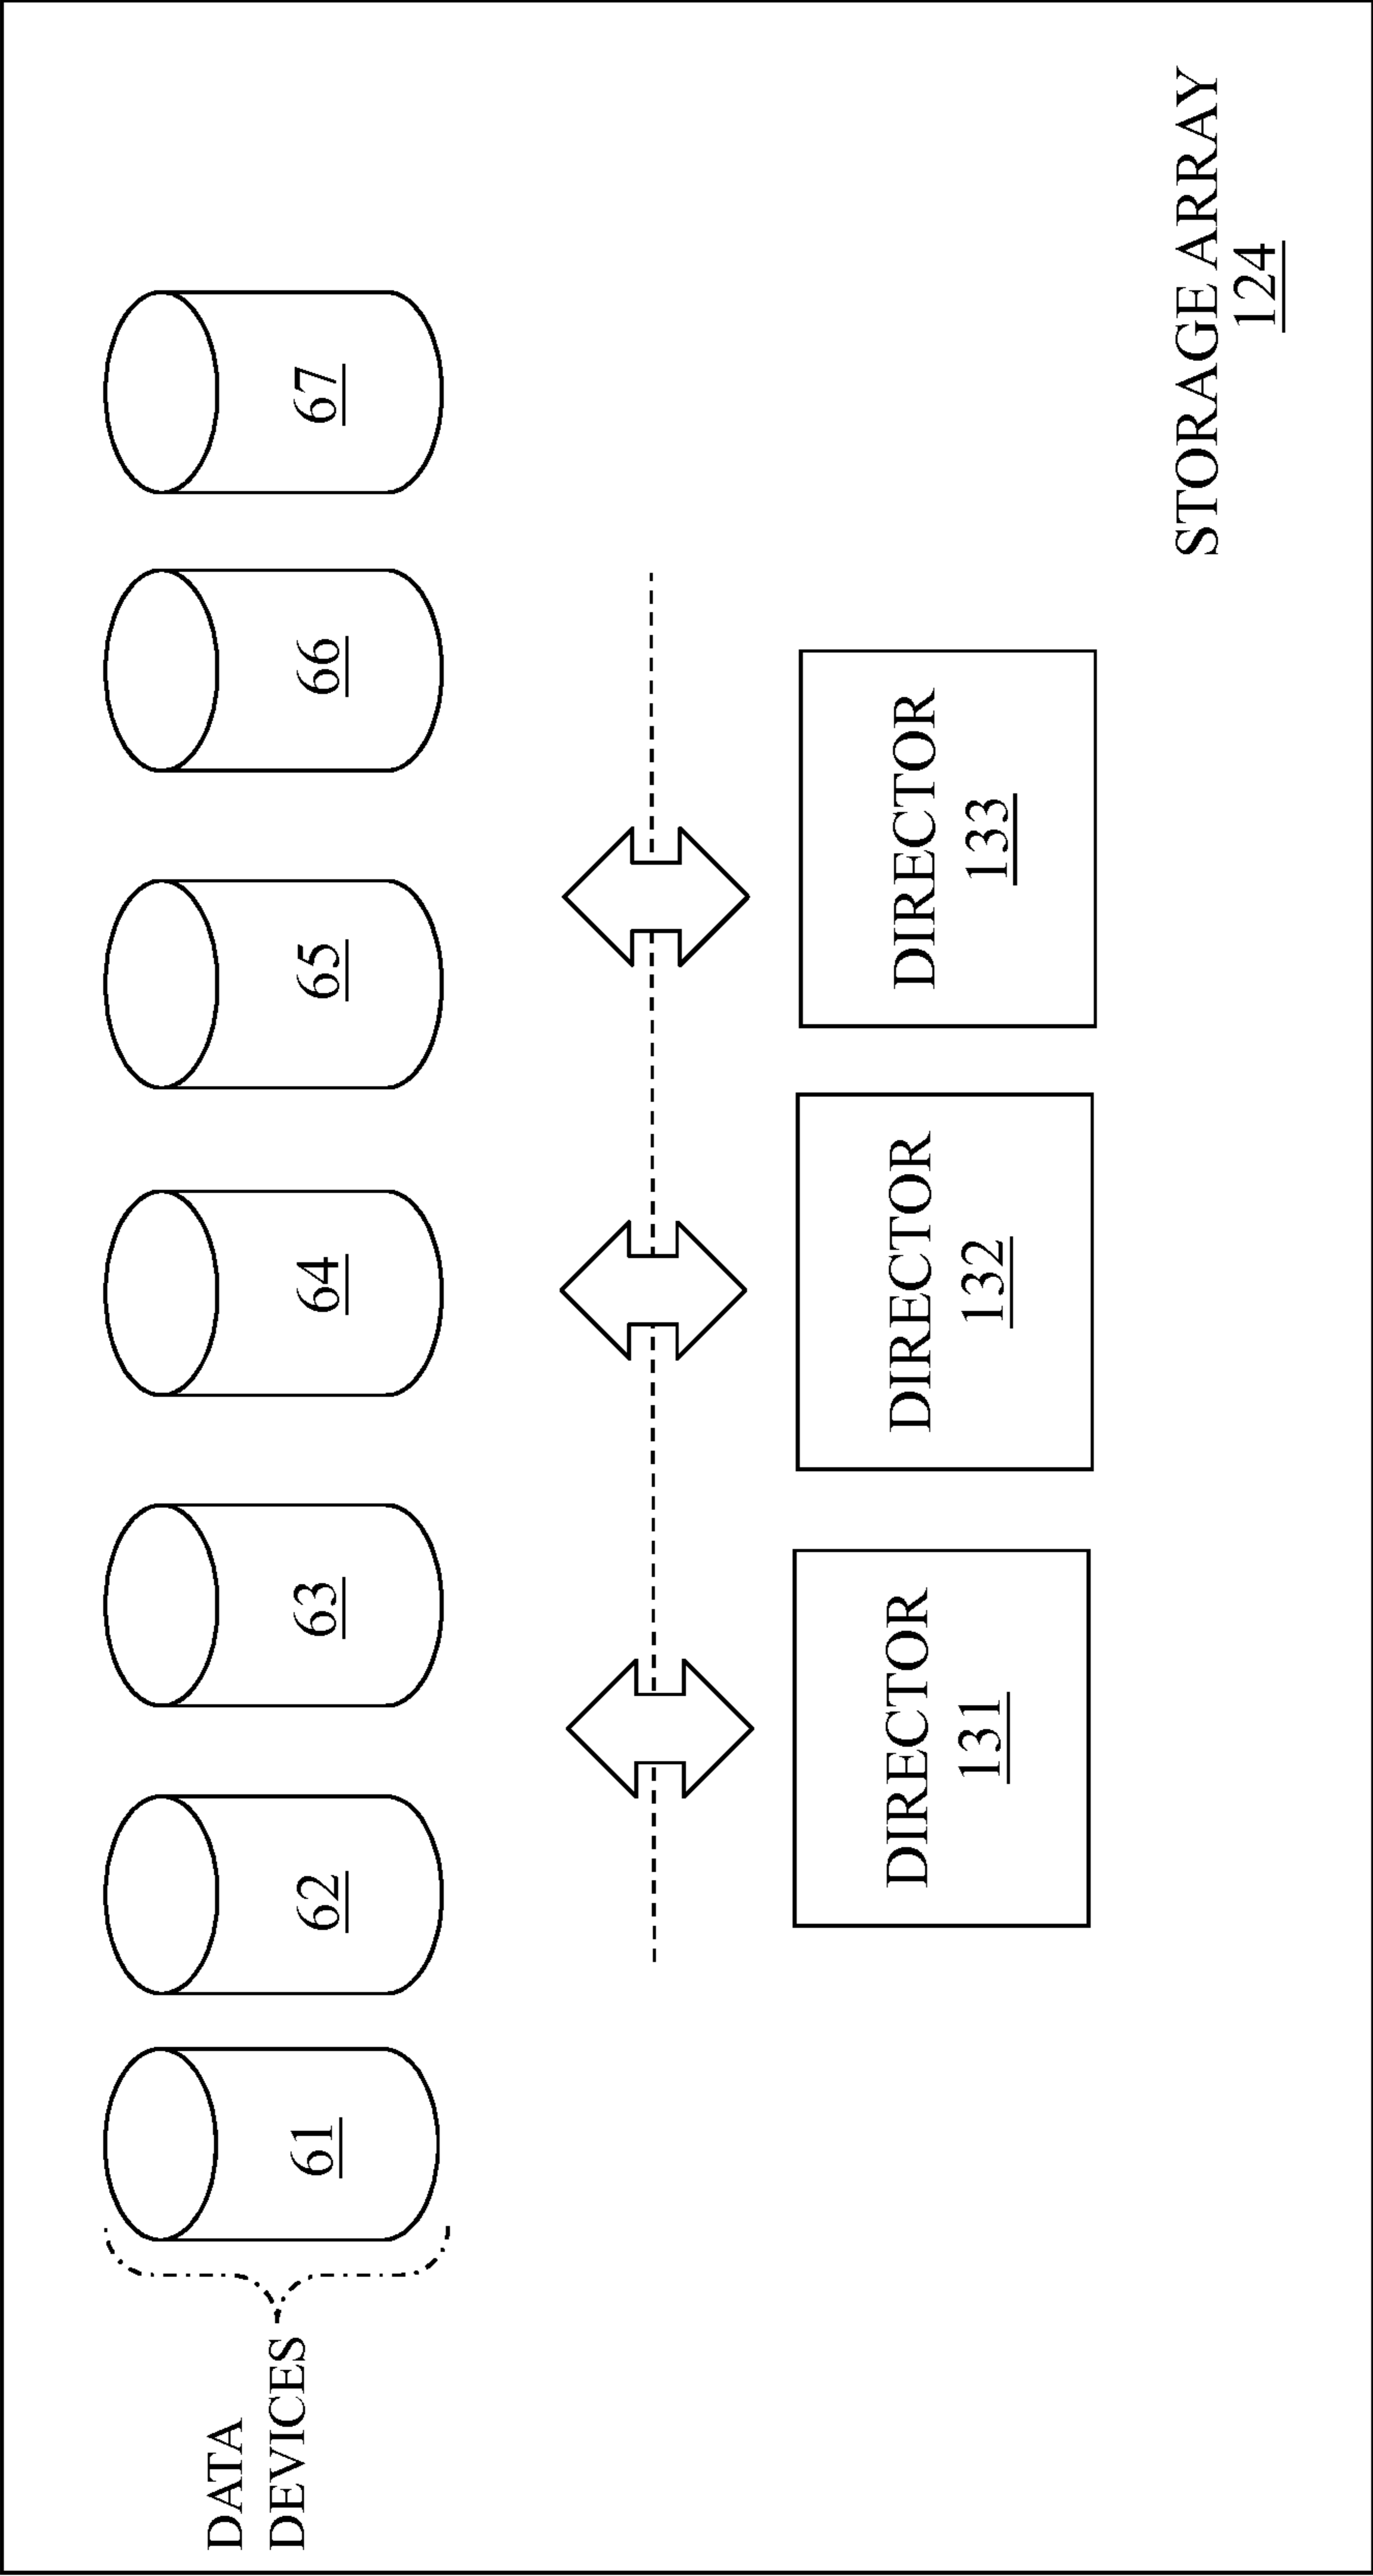 DATA
DEVICES
61
62
63
64
65
66
67
DIRECTOR
131
DIRECTOR
132
DIRECTOR
133
STORAGE ARRAY
124